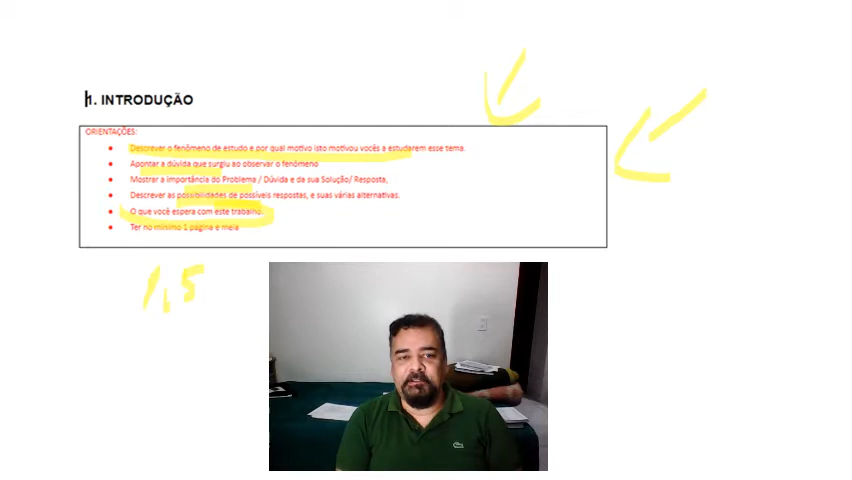 1. INTRODUÇÃO
ORIENTAÇÕES:
• Descrever o fenômeno de estudo e por qual motivo isto motivou vocês a estudarem esse tema.
• Apontar a dúvida que surgiu ao observar o fenômeno
• Mostrar a importância do Problema / Dúvida e da sua Solução/ Resposta,
• Descrever as possibilidades de possíveis respostas, e suas várias alternativas.
• O que você espera com este trabalho.
• Ter no mínimo 1 pagina e meia
1,5